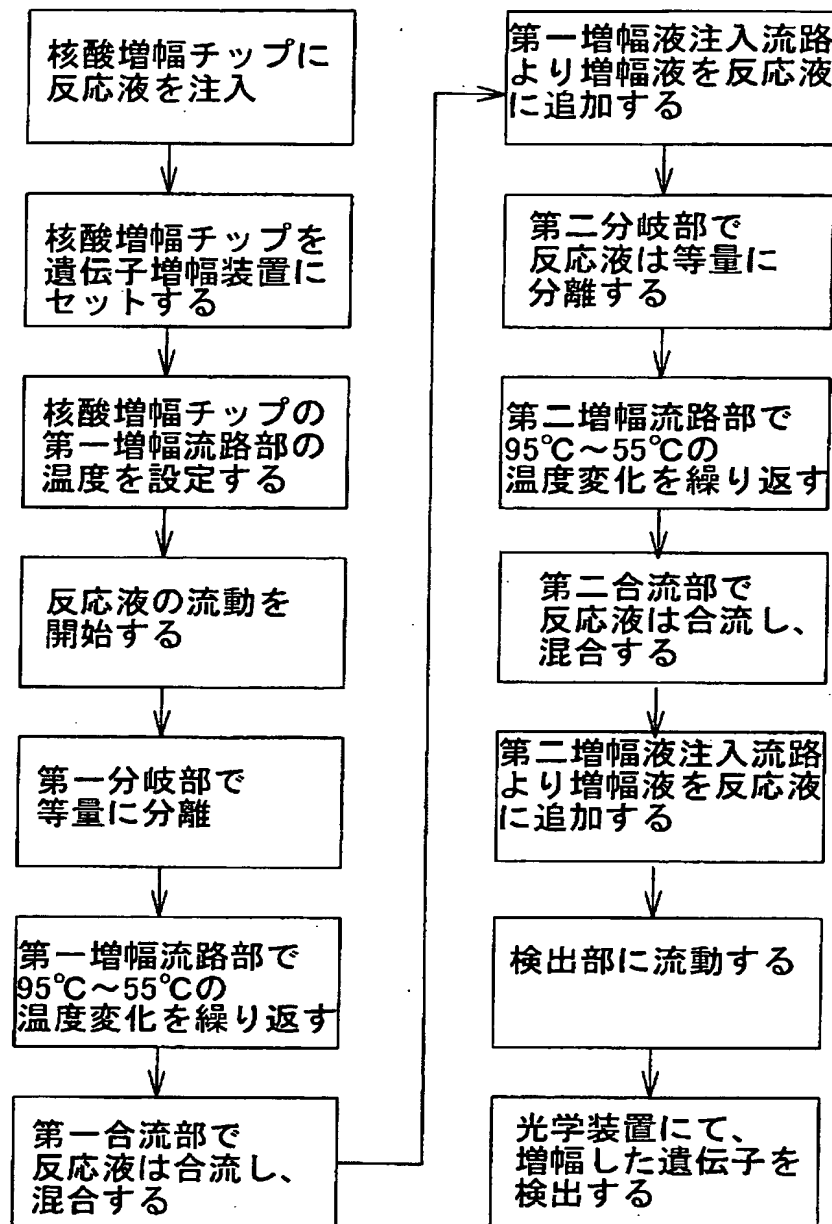 核酸増幅チップに
反応液を注入
核酸増幅チップを
遺伝子増幅装置に
セットする
核酸増幅チップの
第一増幅流路部の
温度を設定する
反応液の流動を
開始する
第一分岐部で
等量に分離
第一増幅流路部で
95℃～55℃の
温度変化を繰り返す
第一合流部で
反応液は合流し、
混合する
第一増幅液注入流路
より増幅液を反応液
に追加する
第二分岐部で
反応液は等量に
分離する
第二増幅流路部で
95℃～55℃の
温度変化を繰り返す
第二合流部で
反応液は合流し、
混合する
第二増幅液注入流路
より増幅液を反応液
に追加する
検出部に流動する
光学装置にて、
増幅した遺伝子を
検出する